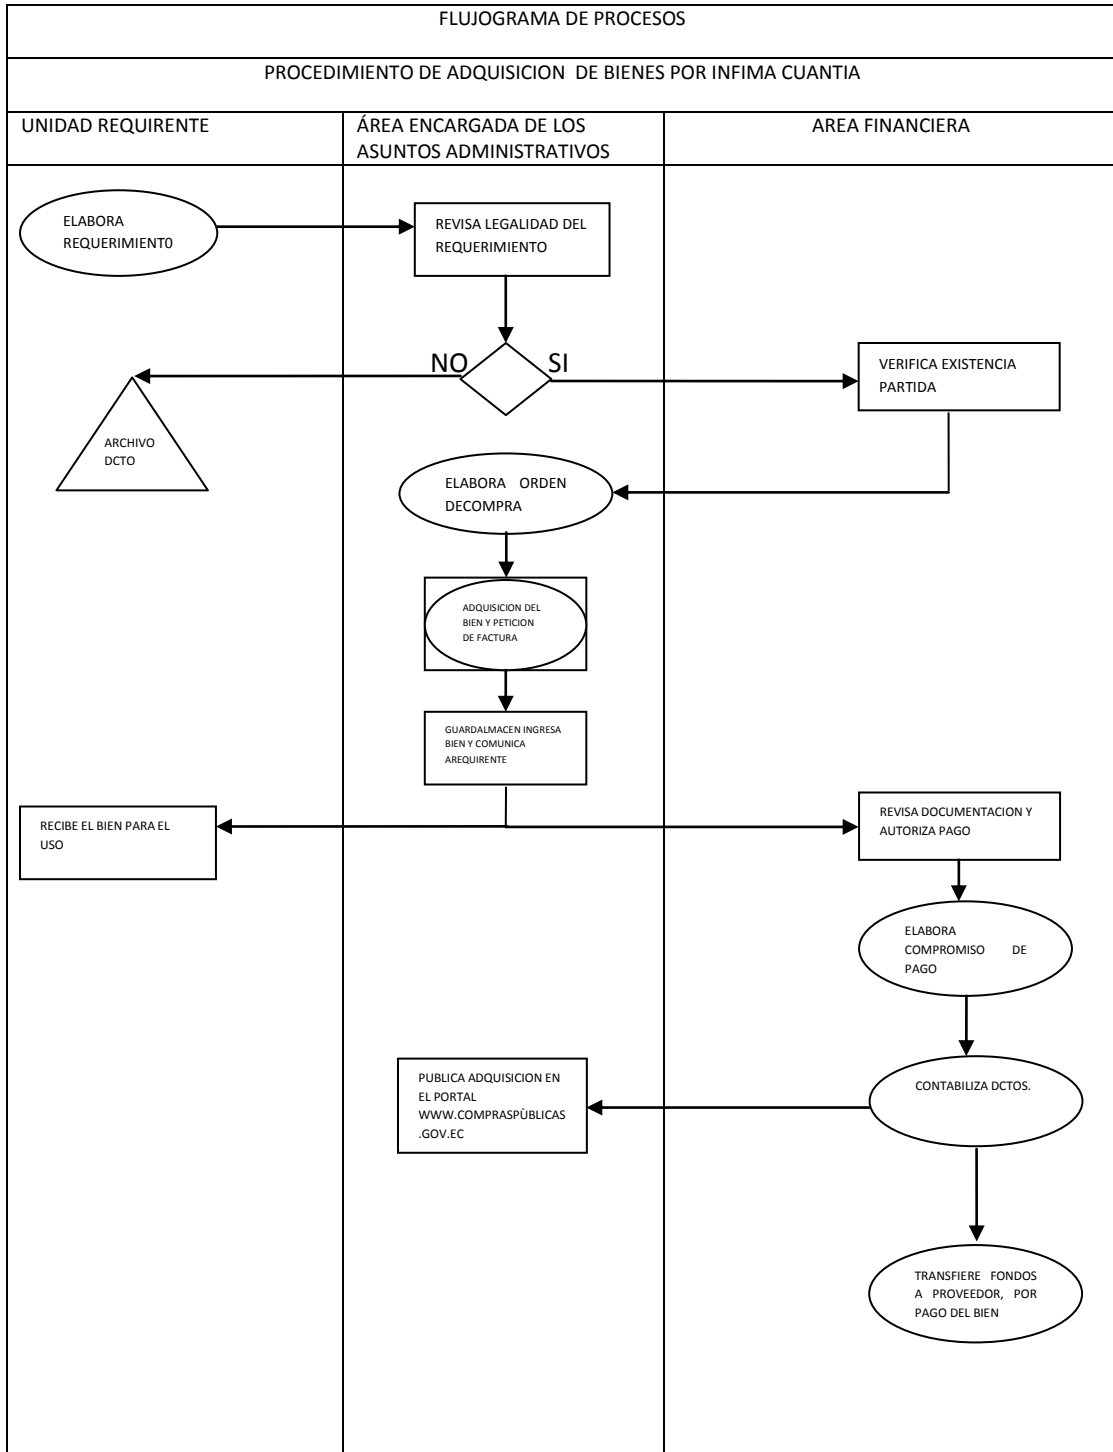 FLUJOGRAMA DE PROCESOS
PROCEDIMIENTO DE ADQUISICION DE BIENES POR INFIMA CUANTIA
UNIDAD REQUIRENTE
ÁREA ENCARGADA DE LOS
ASUNTOS ADMINISTRATIVOS
AREA FINANCIERA
ELABORA
REQUERIMIENT0
REVISA LEGALIDAD DEL
REQUERIMIENTO
NO
SI
VERIFICA EXISTENCIA
PARTIDA
ARCHIVO
DCTO
ELABORA ORDEN
DECOMPRA
ADQUISICION DEL
BIEN Y PETICION
DE FACTURA
GUARDALMACEN INGRESA
BIEN Y COMUNICA
AREQUIRENTE
RECIBE EL BIEN PARA EL
USO
REVISA DOCUMENTACION Y
AUTORIZA PAGO
ELABORA
COMPROMISO DE
PAGO
PUBLICA ADQUISICION EN
EL PORTAL
WWW.COMPRASPÙBLICAS
.GOV.EC
CONTABILIZA DCTOS.
TRANSFIERE FONDOS
A PROVEEDOR, POR
PAGO DEL BIEN